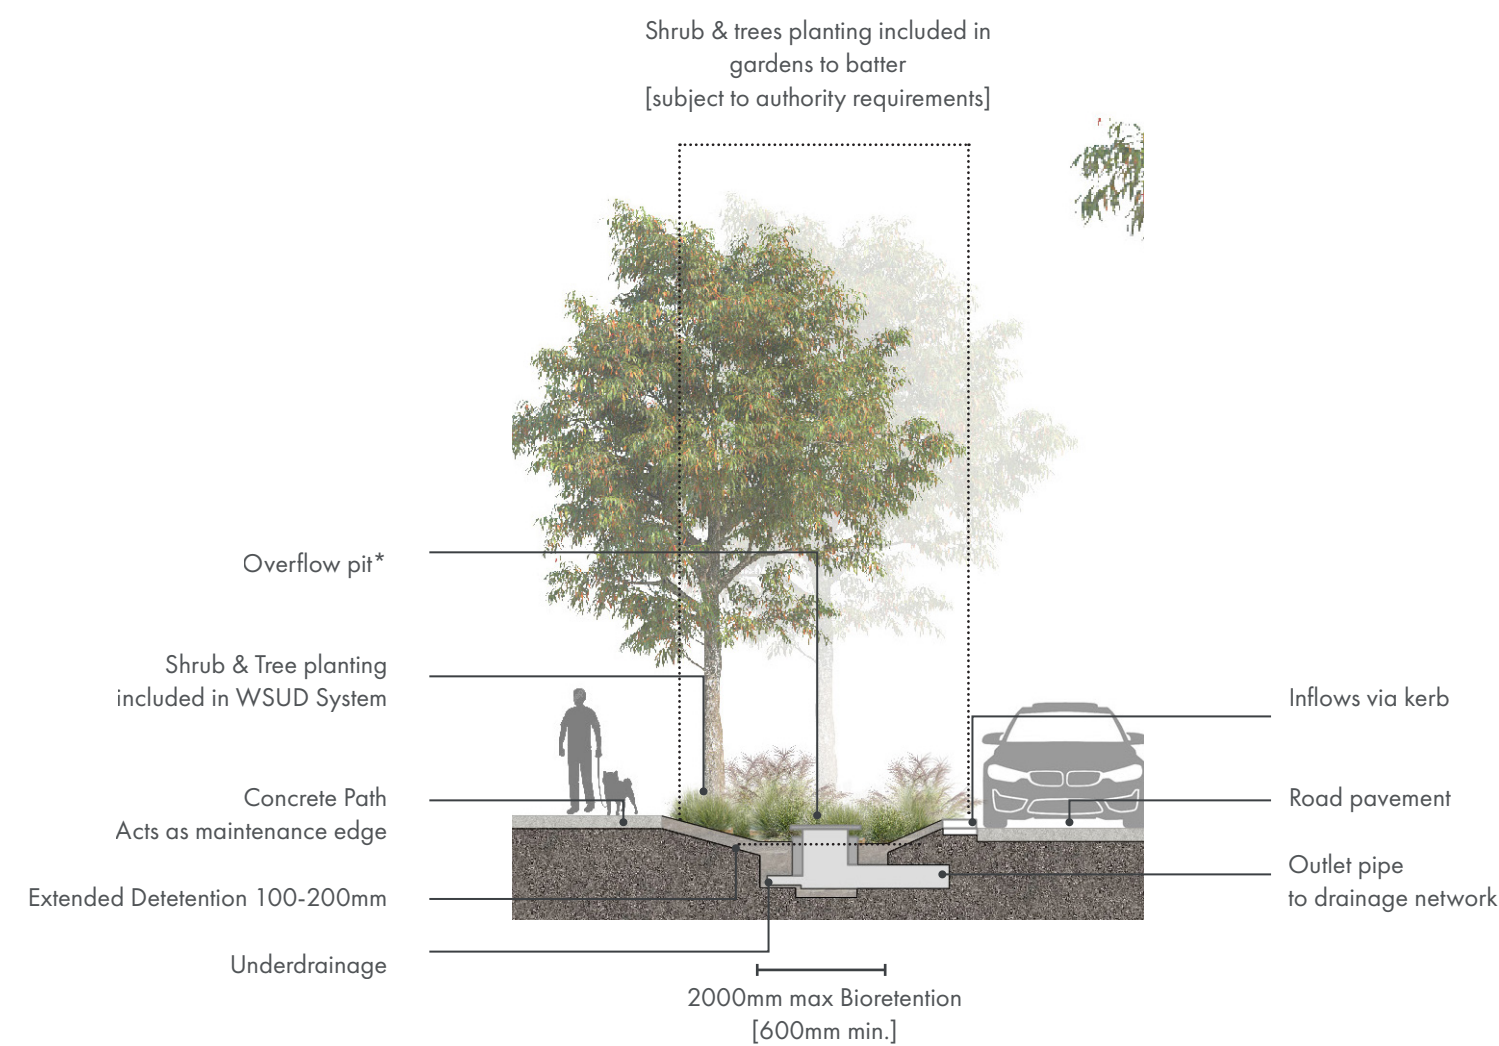 Shrub & trees planting included in
gardens to batter
[subject to authority requirements]
Overflow pit*
Shrub & Tree planting
included in WSUD System
Concrete Path
Acts as maintenance edge
Extended Detetention 100-200mm
Underdrainage
Inflows via kerb
Road pavement
Outlet pipe
to drainage network
2000mm max Bioretention
[600mm min.]